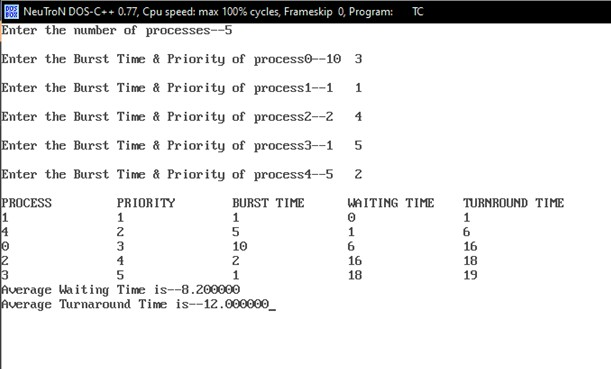 DOS BOX NeuTroN DOS-C++ 0.77, Cpu speed: max 100% cycles, Frameskip 0, Program: TC
Enter the number of processes--5
Enter the Burst Time & Priority of process0--10 3
Enter the Burst Time & Priority of process1--1 1
Enter the Burst Time & Priority of process2--2 4
Enter the Burst Time & Priority of process3--1 5
Enter the Burst Time & Priority of process4--5 2
PROCESS PRIORITY BURST TIME WAITING TIME TURNROUND TIME
1 1 1 0 1
4 2 5 1 6
0 3 10 6 16
2 4 2 16 18
3 5 1 18 19
Average Waiting Time is--8.200000
Average Turnaround Time is--12.000000_